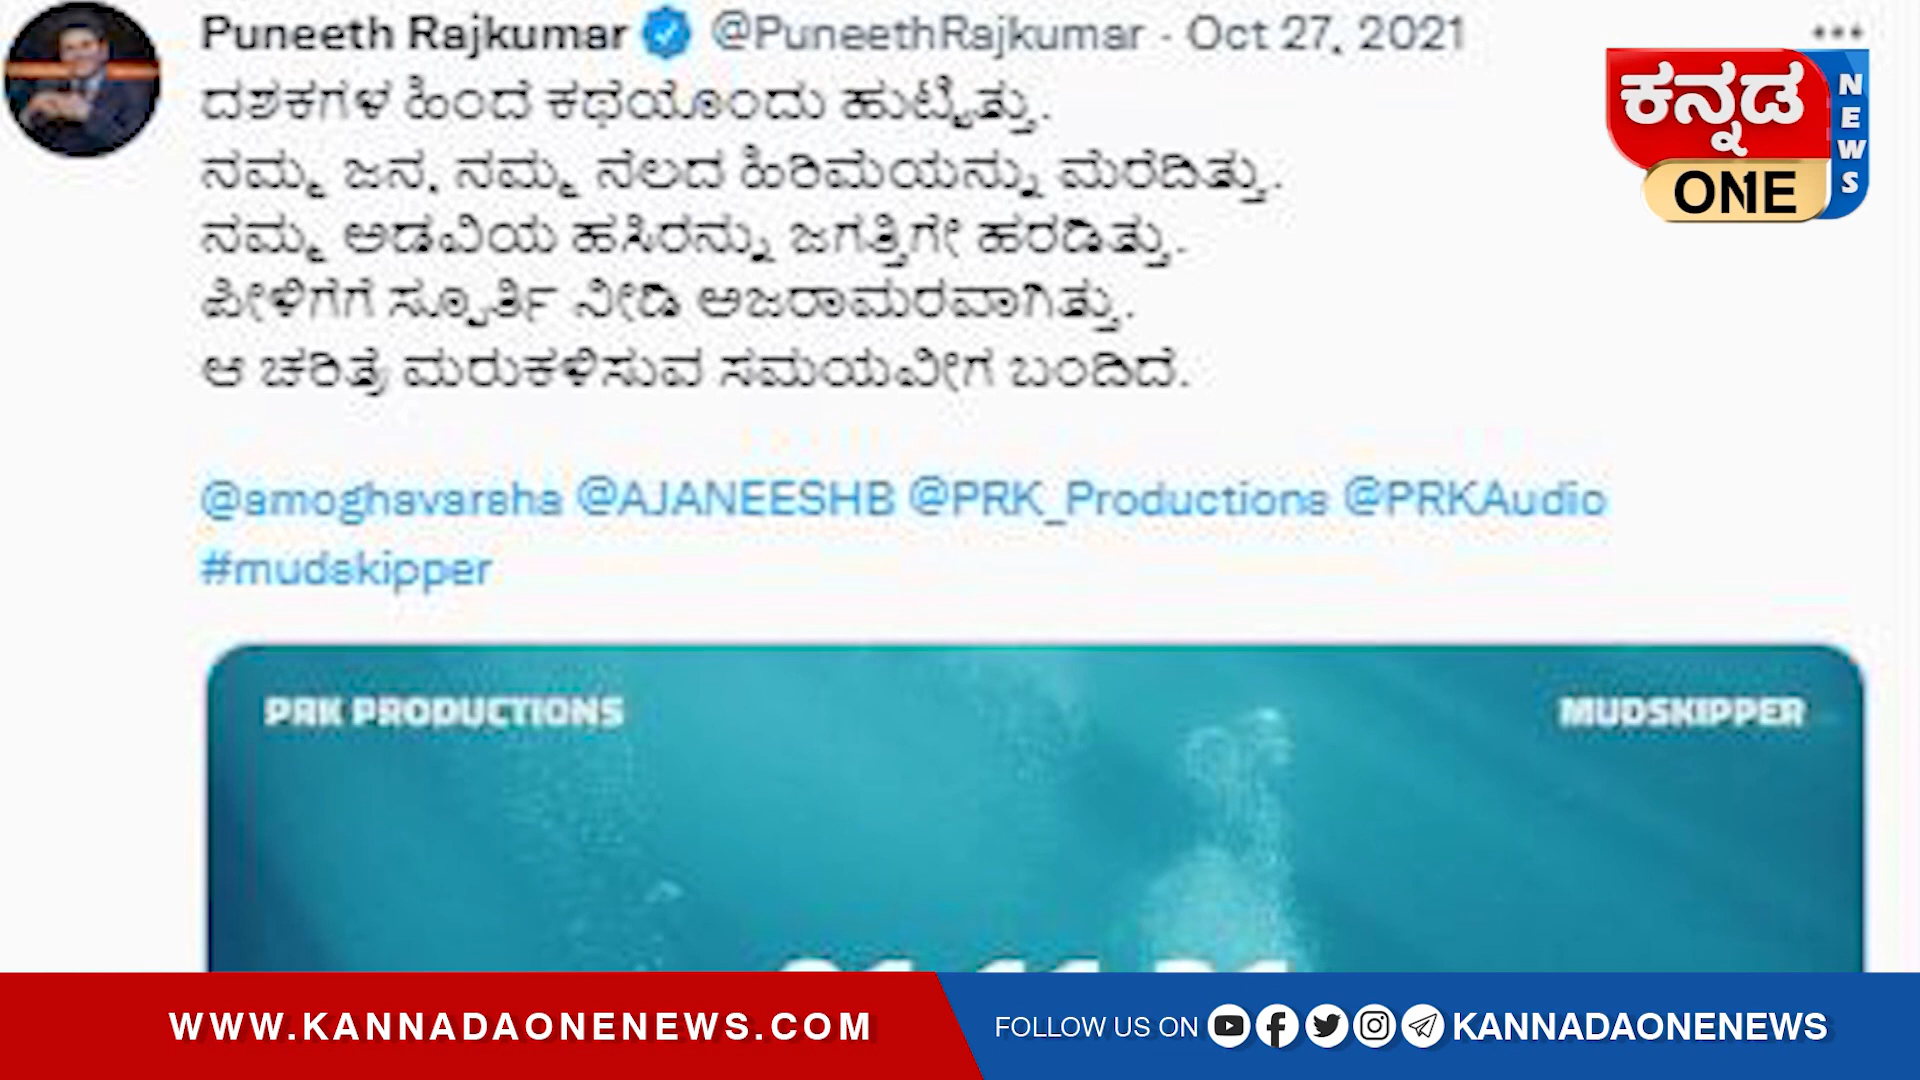 Puneeth Rajkumar @PuneethRajkumar · Oct 27, 2021
ದಶಕಗಳ ಹಿಂದೆ ಕಥೆಯೊಂದು ಹುಟ್ಟಿತ್ತು.
ನಮ್ಮ ಜನ, ನಮ್ಮ ನೆಲದ ಹಿರಿಮೆಯನ್ನು ಮೆರೆದಿತ್ತು.
ನಮ್ಮ ಅಡವಿಯ ಹಸಿರನ್ನು ಜಗತ್ತಿಗೇ ಹರಡಿತ್ತು.
ಪೀಳಿಗೆಗೆ ಸ್ಪೂರ್ತಿ ನೀಡಿ ಅಜರಾಮರವಾಗಿತ್ತು.
ಆ ಚರಿತ್ರೆ ಮರುಕಳಿಸುವ ಸಮಯವೀಗ ಬಂದಿದೆ.
@amoghavarsha @AJANEESHB @PRK_Productions @PRKAudio
#mudskipper
PRK PRODUCTIONS
MUDSKIPPER
ಕನ್ನಡ
ONE
NEWS
WWW.KANNADAONENEWS.COM
FOLLOW US ON KANNADAONENEWS